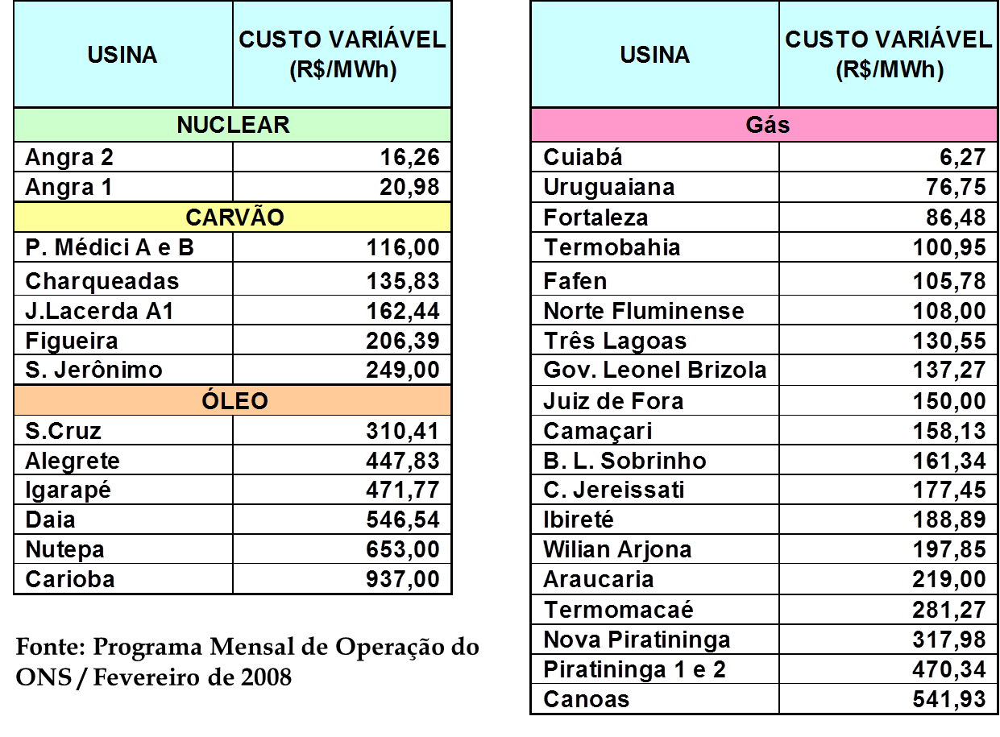 USINA
CUSTO VARIÁVEL
(R$/MWh)
NUCLEAR
Angra 2 16,26
Angra 1 20,98
CARVÃO
P. Médici A e B 116,00
Charqueadas 135,83
J.Lacerda A1 162,44
Figueira 206,39
S. Jerônimo 249,00
ÓLEO
S.Cruz 310,41
Alegrete 447,83
Igarapé 471,77
Daia 546,54
Nutepa 653,00
Carioba 937,00
Fonte: Programa Mensal de Operação do
ONS / Fevereiro de 2008
USINA
CUSTO VARIÁVEL
(R$/MWh)
Gás
Cuiabá 6,27
Uruguaiana 76,75
Fortaleza 86,48
Termobahia 100,95
Fafen 105,78
Norte Fluminense 108,00
Três Lagoas 130,55
Gov. Leonel Brizola 137,27
Juiz de Fora 150,00
Camaçari 158,13
B. L. Sobrinho 161,34
C. Jereissati 177,45
Ibireté 188,89
Wilian Arjona 197,85
Araucaria 219,00
Termomacaé 281,27
Nova Piratininga 317,98
Piratininga 1 e 2 470,34
Canoas 541,93